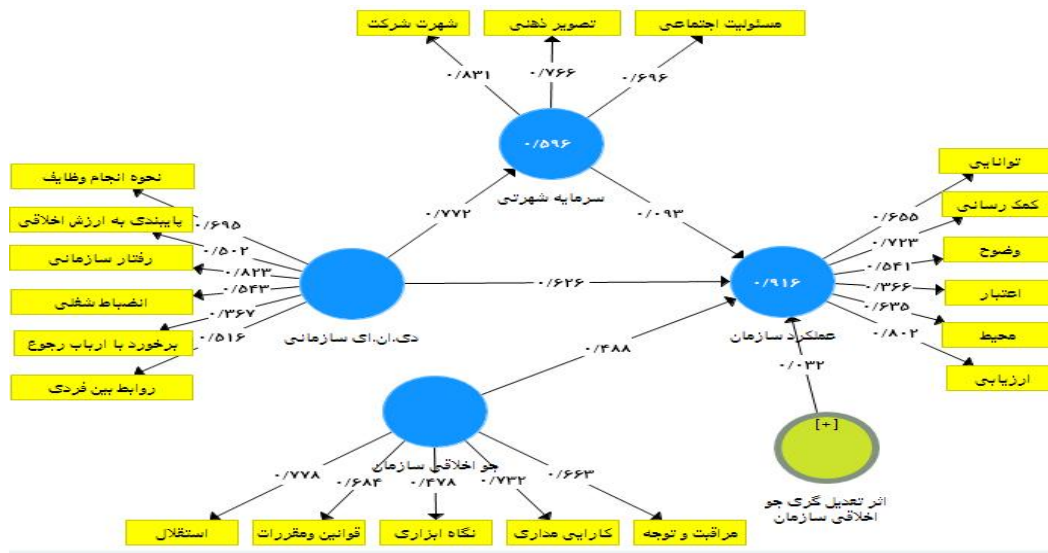 شهرت شرکت
تصویر ذهنی
مسئولیت اجتماعی
۰/۸۳۱
۰/۷۶۶
۰/۶۹۶
۰/۵۹۶
سرمایه شهرتی
نحوه انجام وظایف
پایبندی به ارزش اخلاقی
رفتار سازمانی
انضباط شغلی
برخورد با ارباب رجوع
روابط بین فردی
۰/۶۹۵
۰/۵۰۲
۰/۸۲۳
۰/۵۴۳
۰/۳۶۷
۰/۵۱۶
دی.ان.ای سازمانی
۰/۷۷۲
۰/۰۹۳
۰/۶۲۶
۰/۴۸۸
۰/۹۱۶
عملکرد سازمان
توانایی
کمک رسانی
وضوح
اعتبار
محیط
ارزیابی
۰/۶۵۵
۰/۷۲۳
۰/۵۴۱
۰/۳۶۶
۰/۶۳۵
۰/۸۰۲
۰/۰۳۲
[+]
اثر تعدیل گری جو
اخلاقی سازمان
جو اخلاقی سازمان
۰/۷۷۸
۰/۶۸۴
۰/۴۷۸
۰/۷۳۲
۰/۶۶۳
استقلال
قوانین ومقررات
نگاه ابزاری
کارایی مداری
مراقبت و توجه